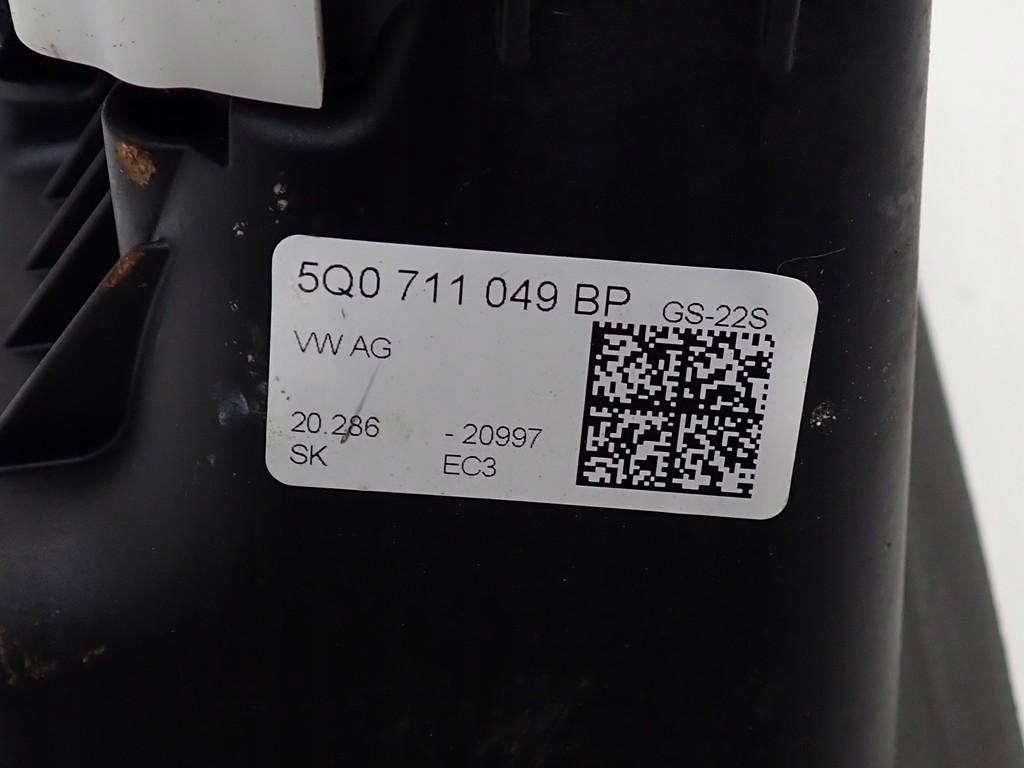 5Q0 711 049 BP GS-22S
VW AG
20.286 - 20997
SK EC3